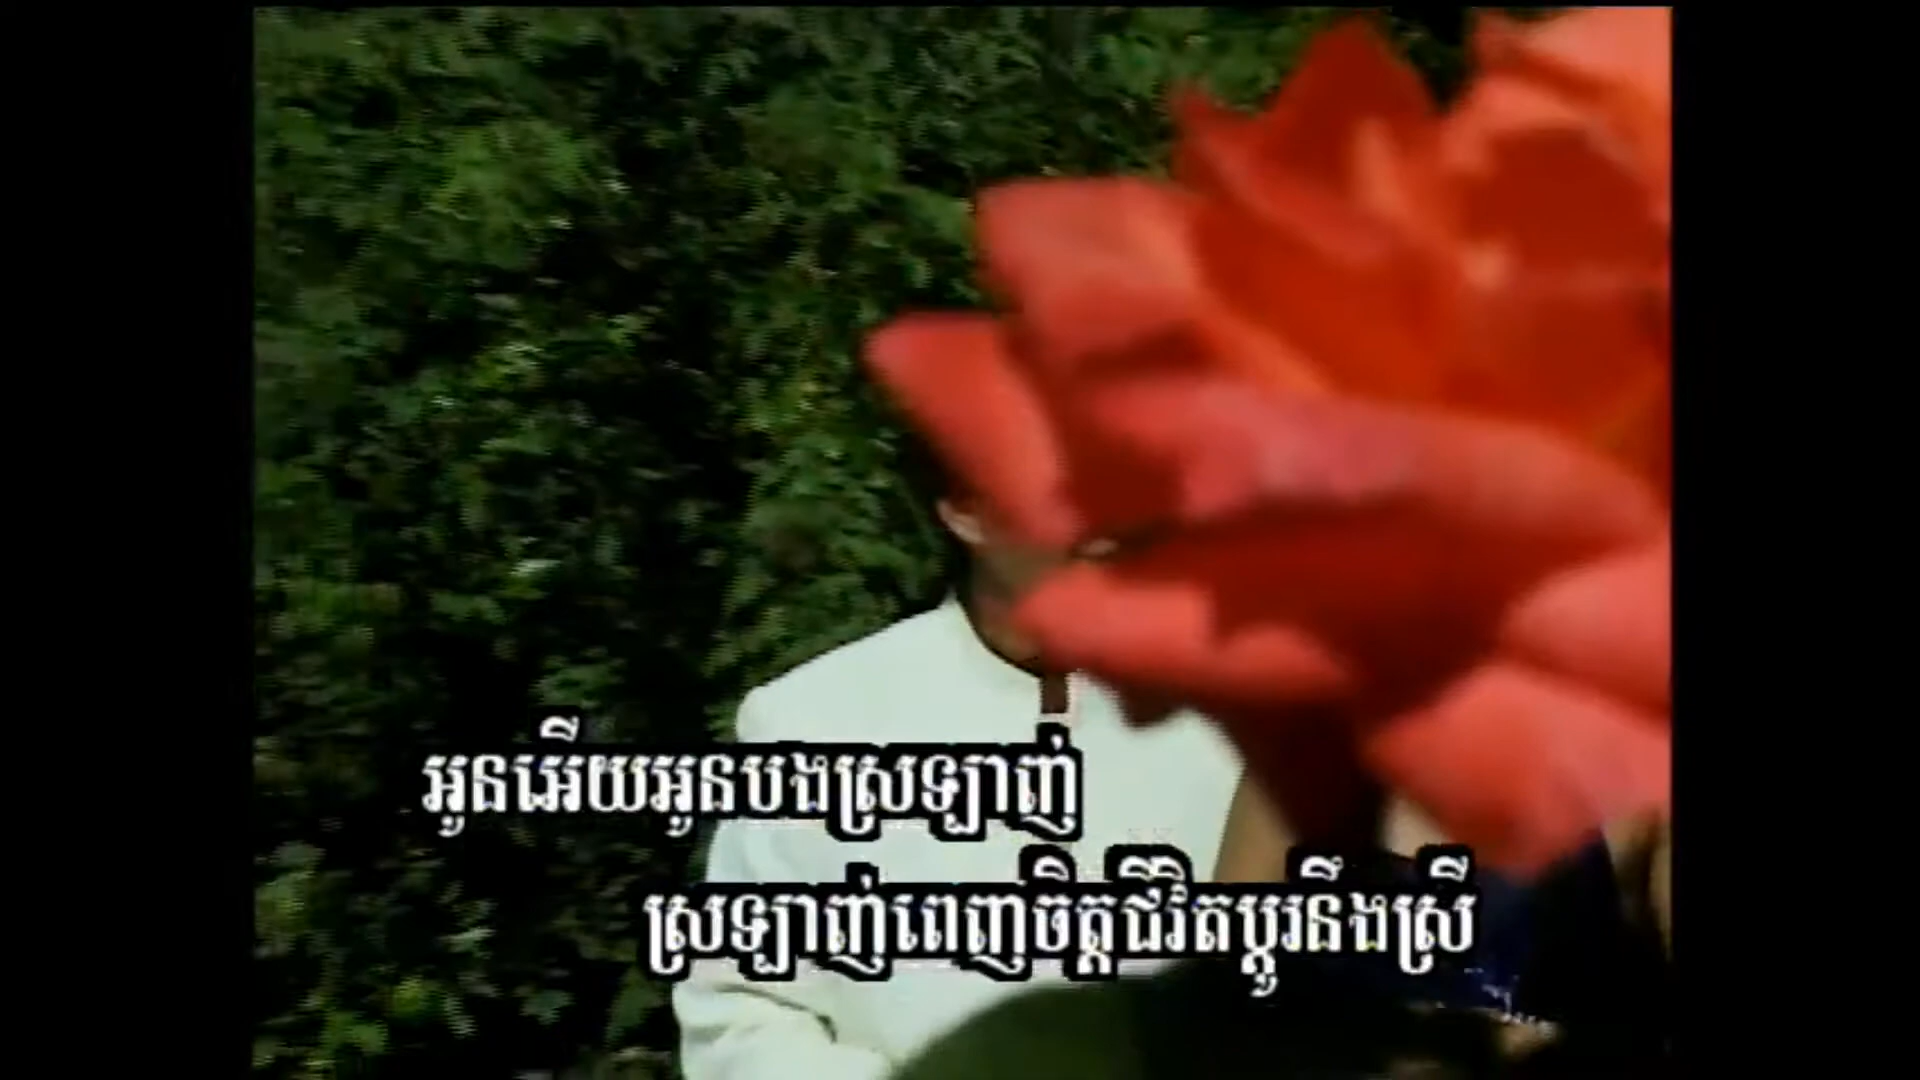 អូនអើយអូនបងស្រឡាញ់
ស្រឡាញ់ពេញចិត្តជីវិតប្ដូរនឹងស្រី